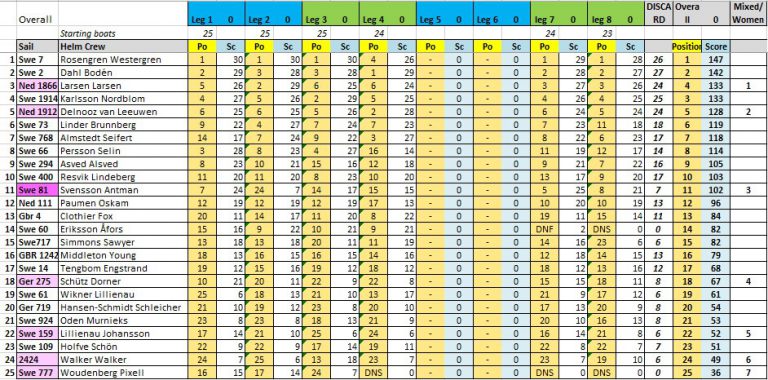 Overall Leg 1 0 Leg 2 0 Leg 3 0 Leg 4 0 Leg 5 0 Leg 6 0 Leg 7 0 Leg 8 0 DISCARD Overall 0 Mixed/Women
Starting boats 25 25 25 24 24 23
Sail Helm Crew Po Sc Po Sc Po Sc Po Sc Po Sc Po Sc Po Sc Po Sc Position Score
1 Swe 7 Rosengren Westergren 1 30 1 30 1 30 4 26 - 0 - 0 1 29 1 28 26 1 147
2 Swe 2 Dahl Bodén 2 29 3 28 3 28 1 29 - 0 - 0 2 28 2 27 27 2 142
3 Ned 1866 Larsen Larsen 5 26 6 25 2 29 6 24 - 0 - 0 3 27 3 26 24 4 133 1
4 Swe 1914 Karlsson Nordblom 4 27 5 26 5 26 2 28 - 0 - 0 4 26 4 25 25 3 133
5 Ned 1912 Delnooz van Leeuwen 6 25 2 29 6 25 5 25 - 0 - 0 6 24 5 24 24 5 128 2
6 Swe 73 Linder Brunnberg 9 22 4 27 7 24 7 23 - 0 - 0 7 23 11 18 18 6 119
7 Swe 768 Almstedt Seifert 14 17 7 24 9 22 3 27 - 0 - 0 8 22 6 23 17 7 118
8 Swe 66 Persson Selin 3 28 8 23 4 27 16 14 - 0 - 0 9 21 14 15 14 8 114
9 Swe 294 Asved Alsved 8 23 10 21 15 16 12 18 - 0 - 0 9 21 7 22 16 9 105
10 Swe 400 Resvik Lindeberg 11 20 11 20 8 23 13 17 - 0 - 0 11 19 8 21 17 10 103
11 Swe 81 Svensson Antman 7 24 24 7 14 17 15 15 - 0 - 0 5 25 8 21 7 11 102 3
12 Ned 111 Paumen Oskam 12 19 12 19 12 19 10 20 - 0 - 0 10 20 10 19 13 12 96
13 Gbr 4 Clothier Fox 20 11 14 17 11 20 8 22 - 0 - 0 19 11 15 14 11 13 84
14 Swe 60 Eriksson Åfors 15 16 9 22 10 21 9 21 - 0 - 0 DNF 2 DNS 0 0 14 82
15 Swe717 Simmons Sawyer 13 18 13 18 20 11 11 19 - 0 - 0 14 16 23 6 6 15 82
16 GBR 1242 Middleton Young 18 13 16 15 16 15 14 16 - 0 - 0 12 18 14 15 13 16 79
17 Swe 14 Tengbom Engstrand 19 12 15 16 19 12 18 12 - 0 - 0 13 17 12 17 12 17 68
18 Ger 275 Schütz Dorner 10 21 20 11 22 9 22 8 - 0 - 0 15 15 18 11 8 18 67 4
19 Swe 61 Wikner Lillienau 25 6 18 13 21 10 13 17 - 0 - 0 21 9 17 12 6 19 61
20 Ger 719 Hansen-Schmidt Schleicher 21 10 19 12 23 8 20 10 - 0 - 0 16 14 21 8 8 20 54
21 Swe 924 Oden Murnieks 23 8 23 8 18 13 21 9 - 0 - 0 20 10 16 13 8 21 53
22 Swe 159 Lillienau Johansson 17 14 21 10 25 6 24 6 - 0 - 0 16 14 21 8 6 22 52 5
23 Swe 109 Holfve Schön 22 9 22 9 17 14 19 11 - 0 - 0 22 8 22 7 7 23 51
24 2424 Walker Walker 24 7 25 6 13 18 23 7 - 0 - 0 23 7 19 10 6 24 49 6
25 Swe 777 Woudenberg Pixell 16 15 17 14 24 7 DNS 0 - 0 - 0 DNS 0 DNS 0 0 25 36 7